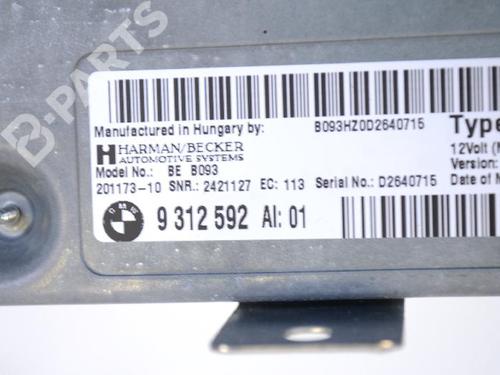 B-PARTS
Manufactured in Hungary by: B093HZ0D2640715 Type
HARMAN/BECKER
AUTOMOTIVE SYSTEMS
12Volt
Model No.: BE B093 Version:
201173-10 SNR.: 2421127 EC: 113 Serial No.: D2640715 Date of
BMW 9 312 592 AI: 01